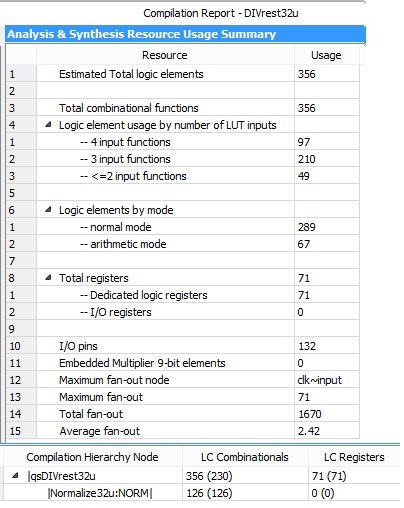 Compilation Report - DIVrest32u
Analysis & Synthesis Resource Usage Summary
Resource Usage
1 Estimated Total logic elements 356
2
3 Total combinational functions 356
4 Logic element usage by number of LUT inputs
1 -- 4 input functions 97
2 -- 3 input functions 210
3 -- <=2 input functions 49
5
6 Logic elements by mode
1 -- normal mode 289
2 -- arithmetic mode 67
7
8 Total registers 71
1 -- Dedicated logic registers 71
2 -- I/O registers 0
9
10 I/O pins 132
11 Embedded Multiplier 9-bit elements 0
12 Maximum fan-out node clk~input
13 Maximum fan-out 71
14 Total fan-out 1670
15 Average fan-out 2.42
Compilation Hierarchy Node LC Combinationals LC Registers
|qsDIVrest32u 356 (230) 71 (71)
|Normalize32u:NORM| 126 (126) 0 (0)